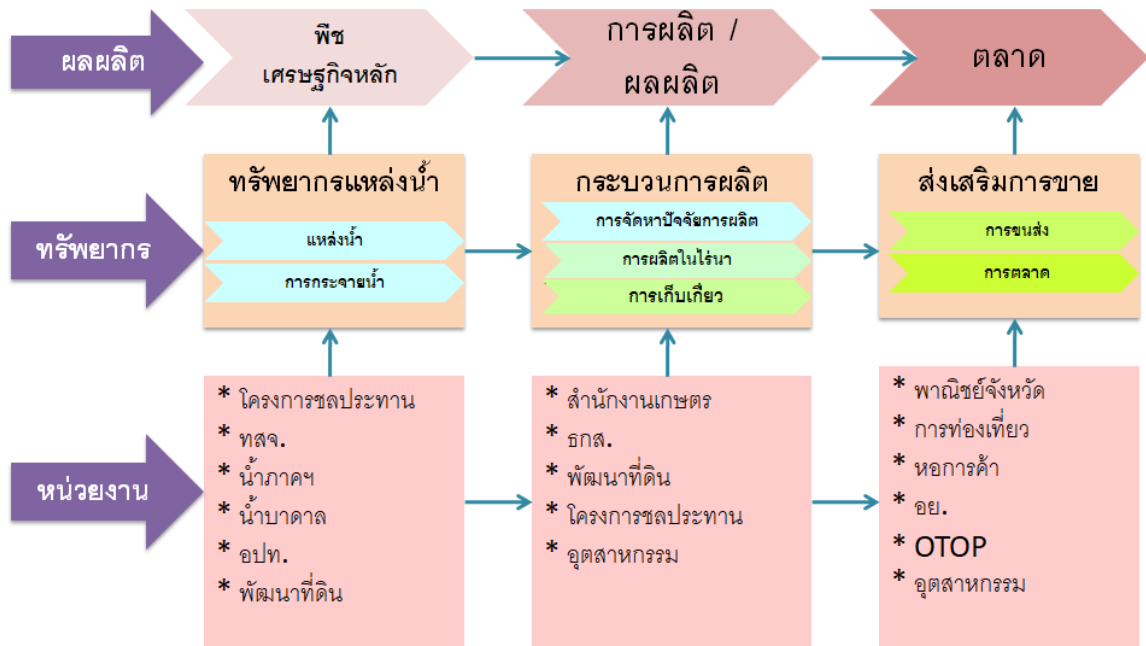 ผลผลิต
พืช
เศรษฐกิจหลัก
การผลิต /
ผลผลิต
ตลาด
ทรัพยากร
ทรัพยากรแหล่งน้ำ
แหล่งน้ำ
การกระจายน้ำ
กระบวนการผลิต
การจัดหาปัจจัยการผลิต
การผลิตในไร่นา
การเก็บเกี่ยว
ส่งเสริมการขาย
การขนส่ง
การตลาด
หน่วยงาน
* โครงการชลประทาน
* ทสจ.
* น้ำภาคฯ
* น้ำบาดาล
* อปท.
* พัฒนาที่ดิน
* สำนักงานเกษตร
* ธกส.
* พัฒนาที่ดิน
* โครงการชลประทาน
* อุตสาหกรรม
* พาณิชย์จังหวัด
* การท่องเที่ยว
* หอการค้า
* อย.
* OTOP
* อุตสาหกรรม